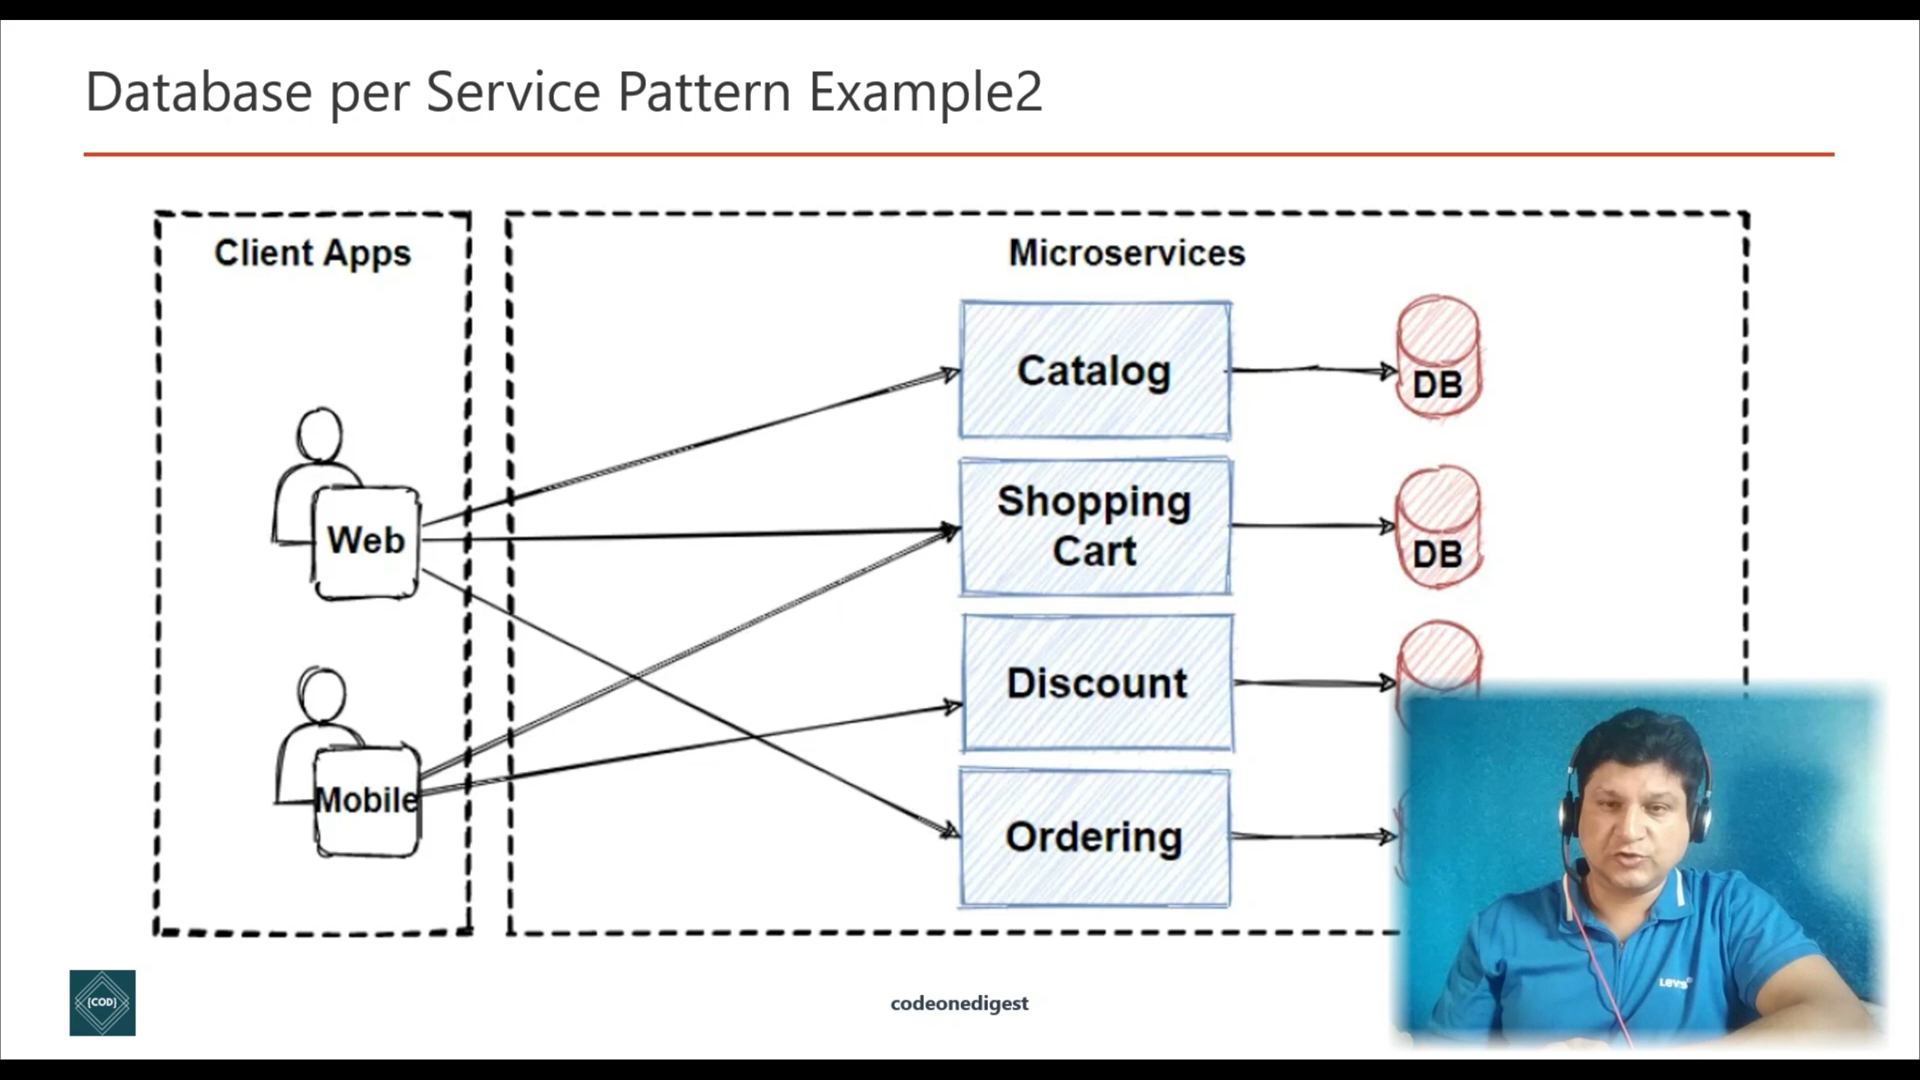 Database per Service Pattern Example2
Client Apps
Microservices
Catalog
DB
Shopping
Cart
DB
Web
Discount
Mobile
Ordering
{COD}
codeonedigest
Levi's